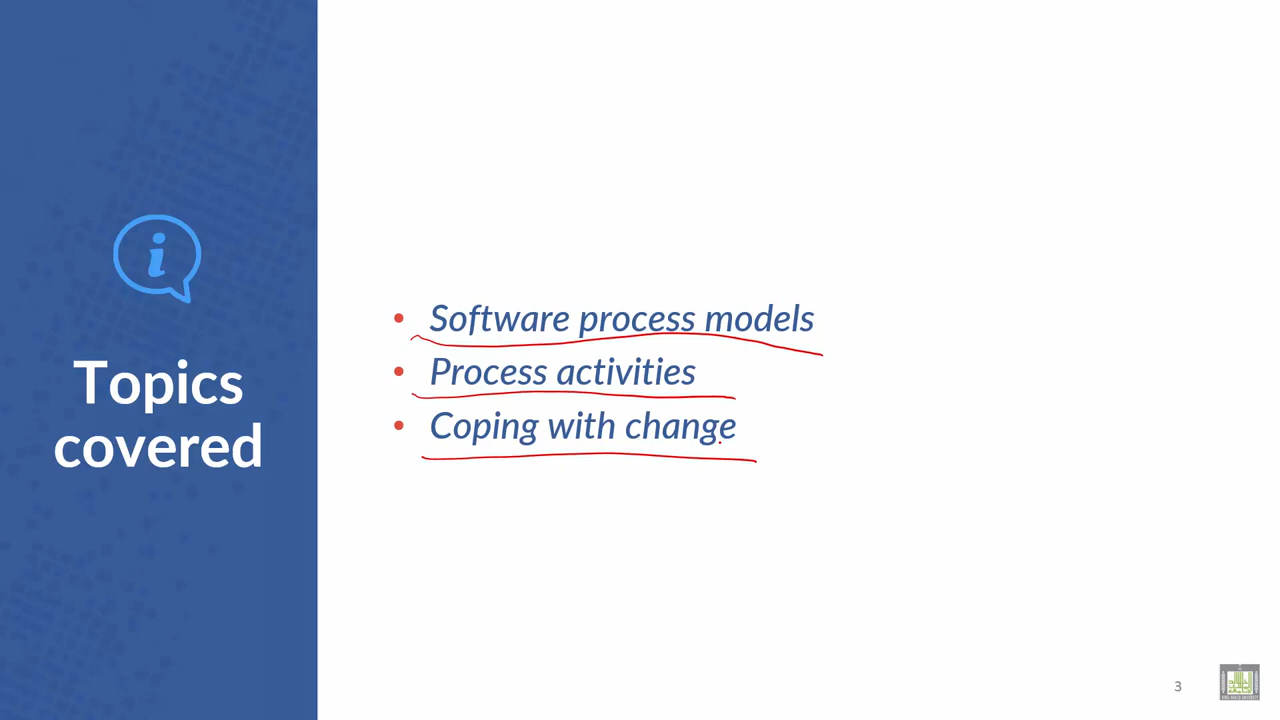 Topics
covered
• Software process models
• Process activities
• Coping with change
3